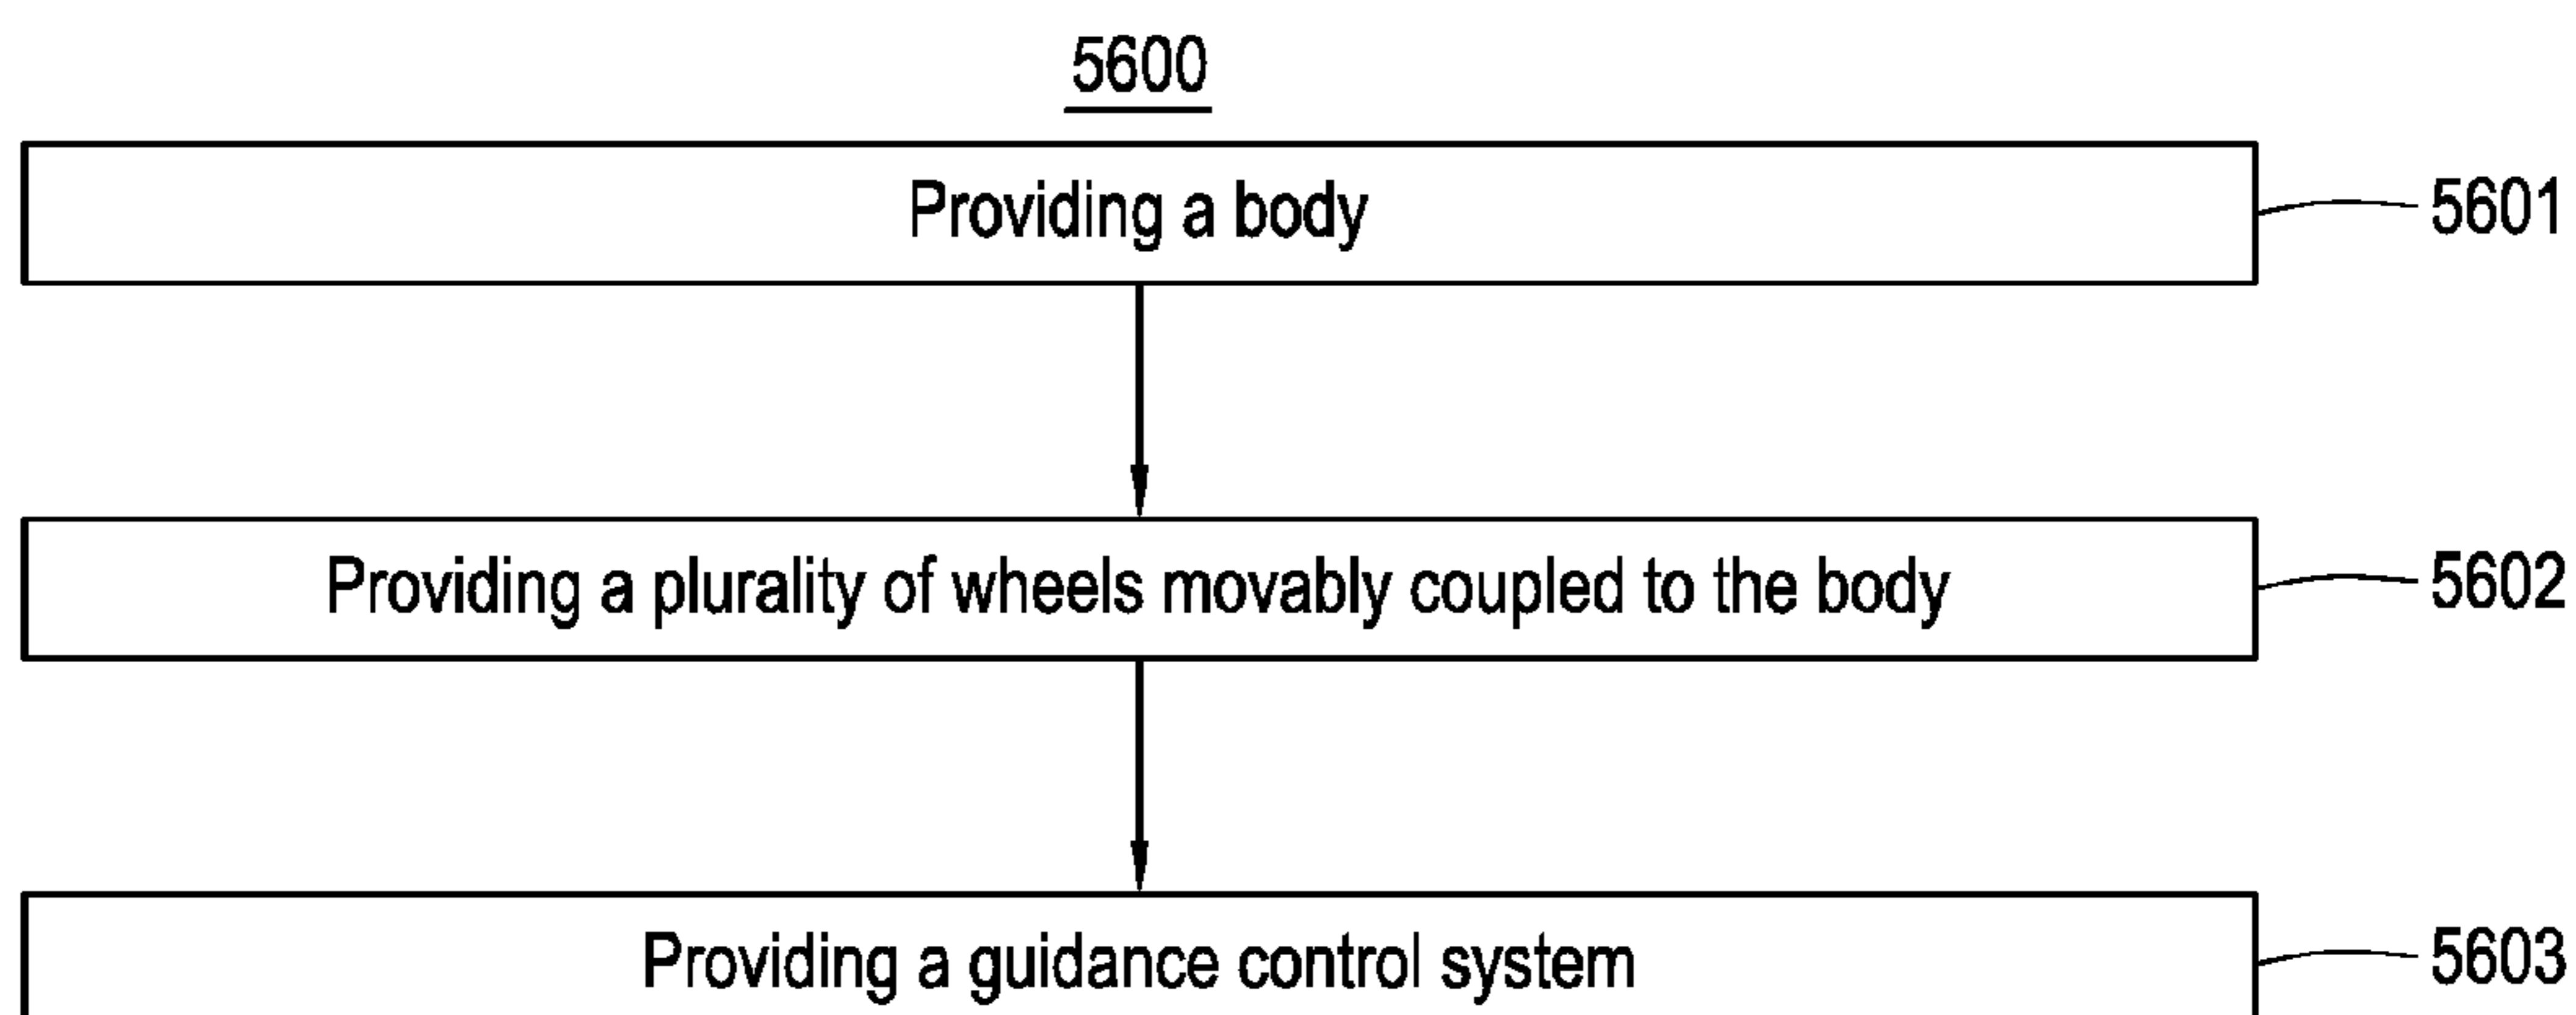 5600
Providing a body
5601
Providing a plurality of wheels movably coupled to the body
5602
Providing a guidance control system
5603